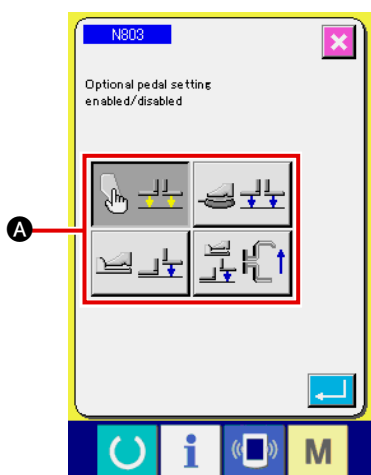 N803
Optional pedal setting
enabled/disabled
A
i
M